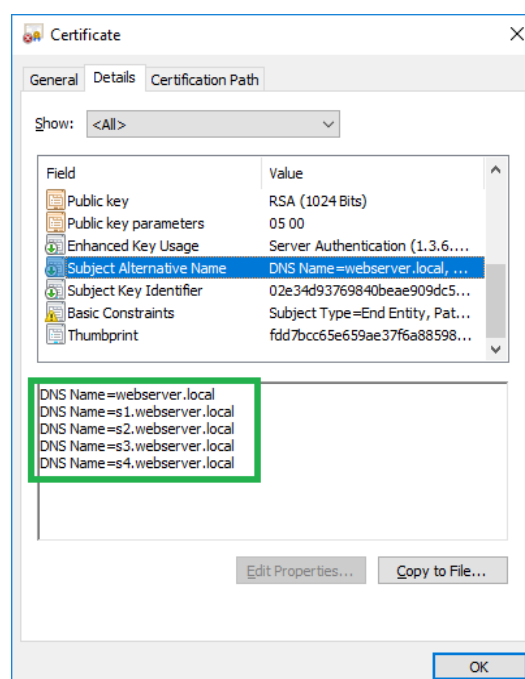 Certificate
General Details Certification Path
Show: <All>
Field Value
Public key RSA (1024 Bits)
Public key parameters 05 00
Enhanced Key Usage Server Authentication (1.3.6....
Subject Alternative Name DNS Name=webserver.local, ...
Subject Key Identifier 02e34d93769840beae909dc5...
Basic Constraints Subject Type=End Entity, Pat...
Thumbprint fdd7bcc65e659ae37f6a88598...
DNS Name=webserver.local
DNS Name=s1.webserver.local
DNS Name=s2.webserver.local
DNS Name=s3.webserver.local
DNS Name=s4.webserver.local
Edit Properties... Copy to File...
OK